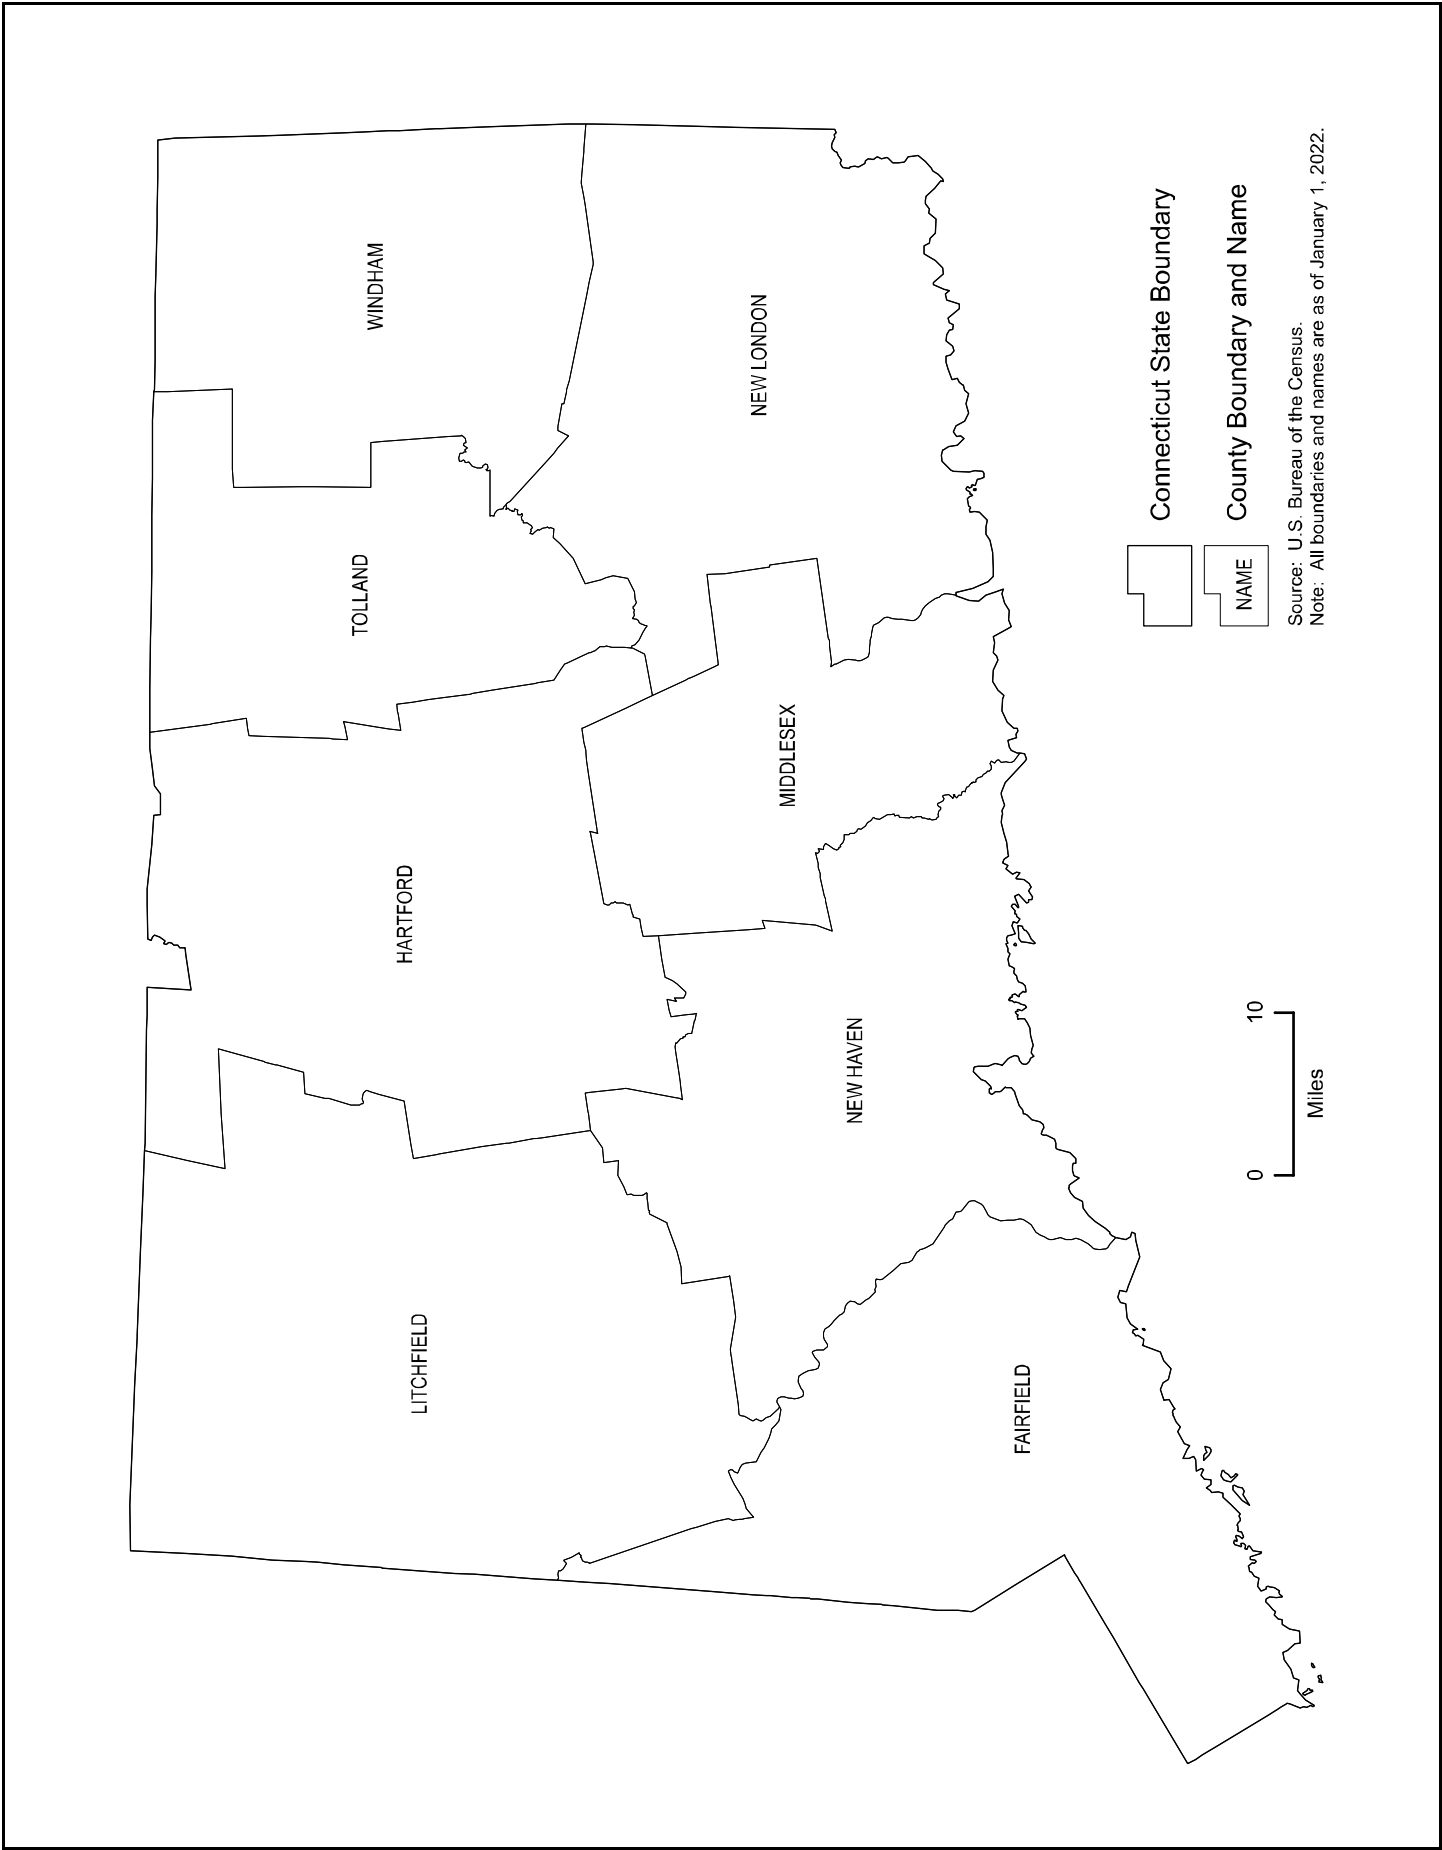 LITCHFIELD
HARTFORD
TOLLAND
WINDHAM
FAIRFIELD
NEW HAVEN
MIDDLESEX
NEW LONDON
Connecticut State Boundary
NAME
County Boundary and Name
0
10
Miles
Source: U.S. Bureau of the Census.
Note: All boundaries and names are as of January 1, 2022.